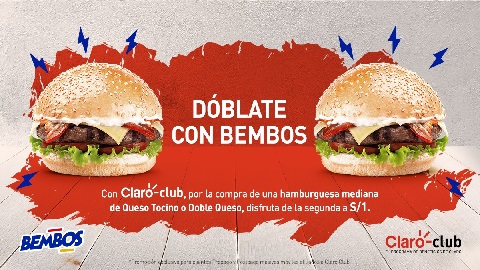 DÓBLATE
CON BEMBOS
Con Claro-club, por la compra de una hamburguesa mediana
de Queso Tocino o Doble Queso, disfruta de la segunda a S/1.
BEMBOS
Claro-club